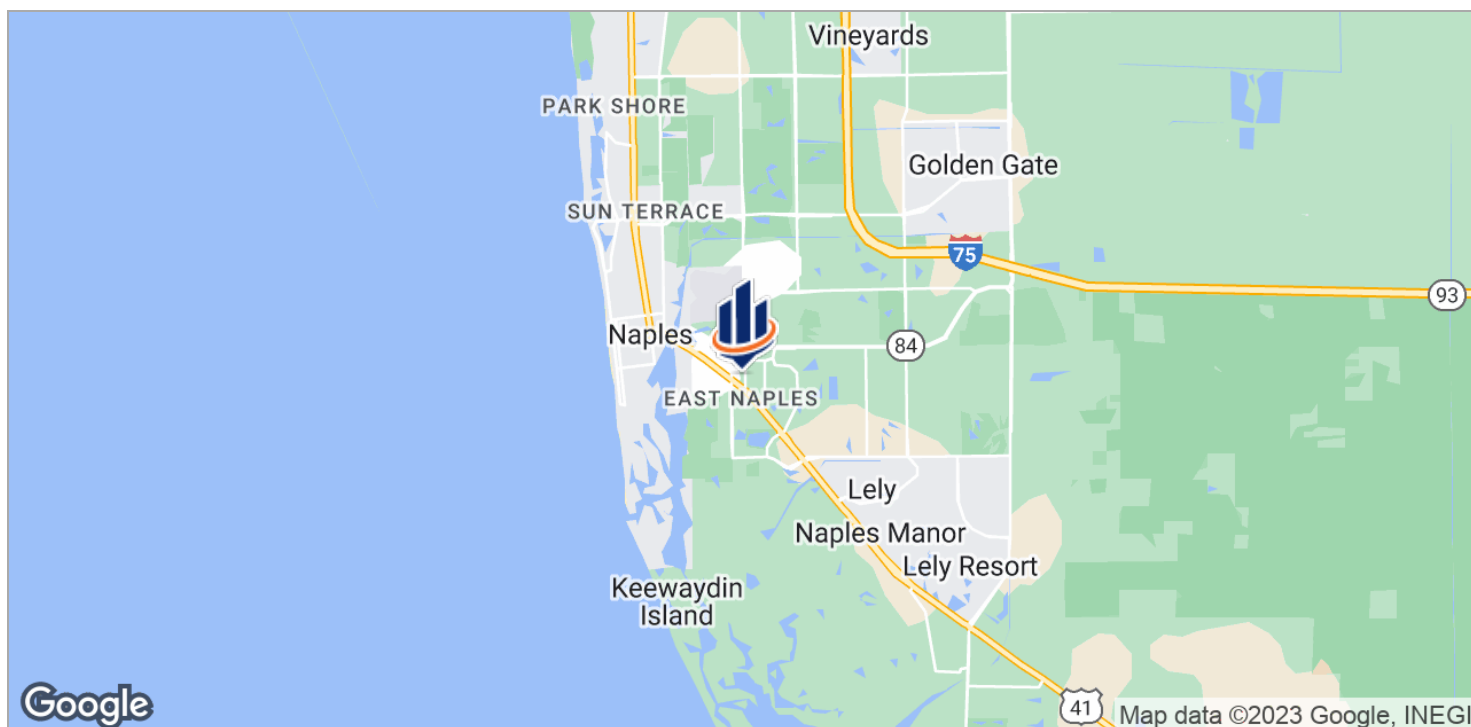 Vineyards
PARK SHORE
Golden Gate
SUN TERRACE
75
93
Naples
84
EAST NAPLES
Lely
Naples Manor
Lely Resort
Keewaydin
Island
Google
41
Map data ©2023 Google, INEGI